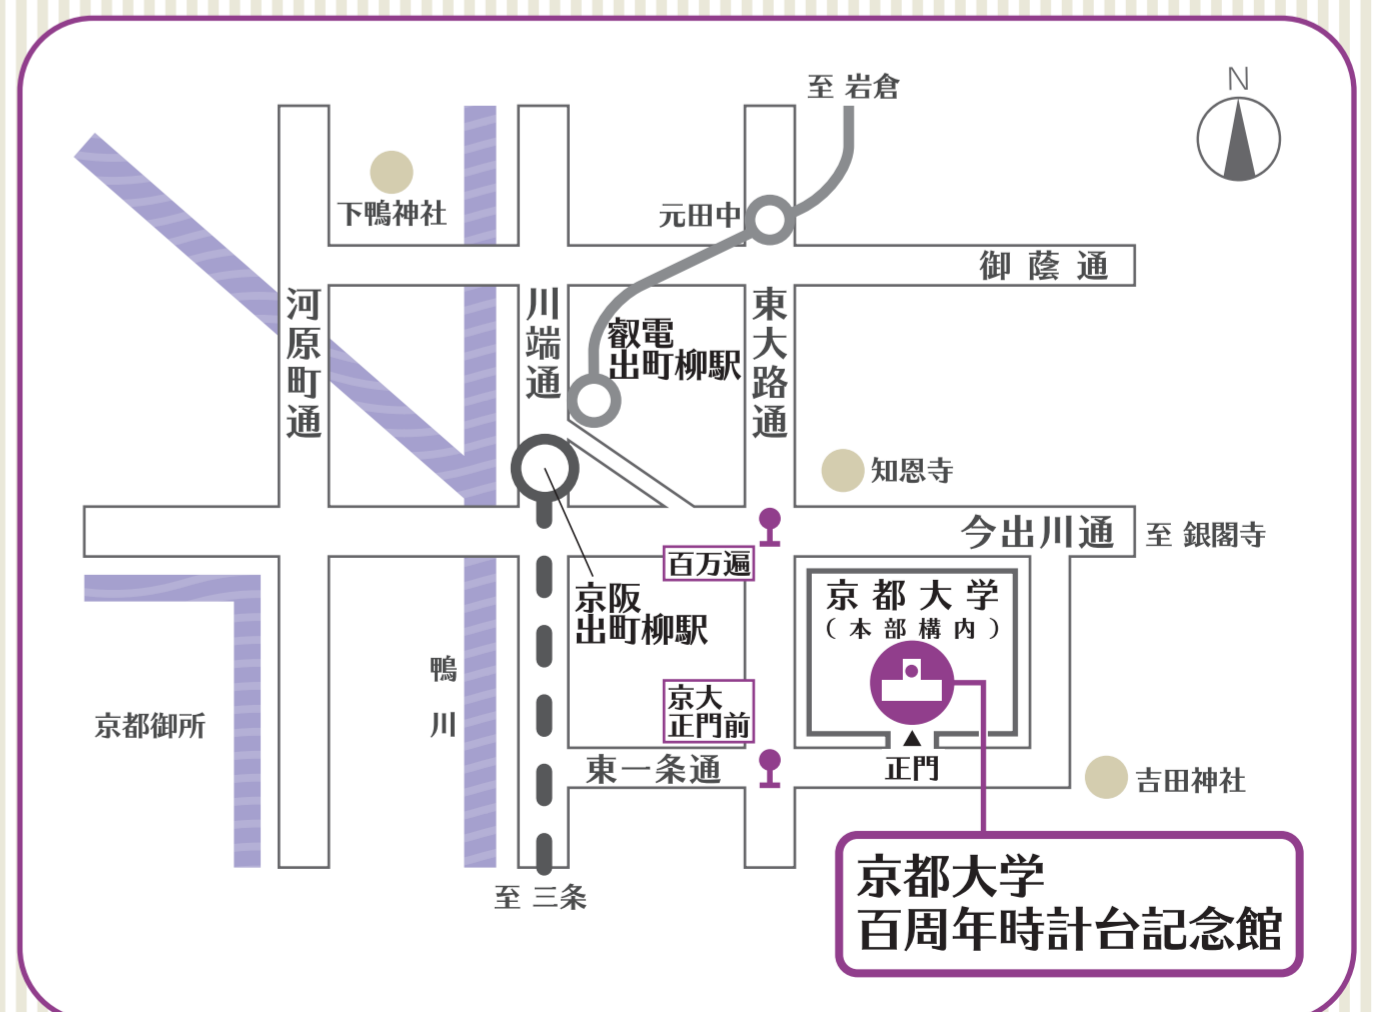 至 岩倉
N
下鴨神社
元田中
御蔭通
河原町通
川端通
東大路通
叡電
出町柳駅
知恩寺
今出川通
至 銀閣寺
百万遍
京都大学
（本部構内）
京阪
出町柳駅
鴨川
京都御所
京大
正門前
東一条通
正門
吉田神社
至 三条
京都大学
百周年時計台記念館